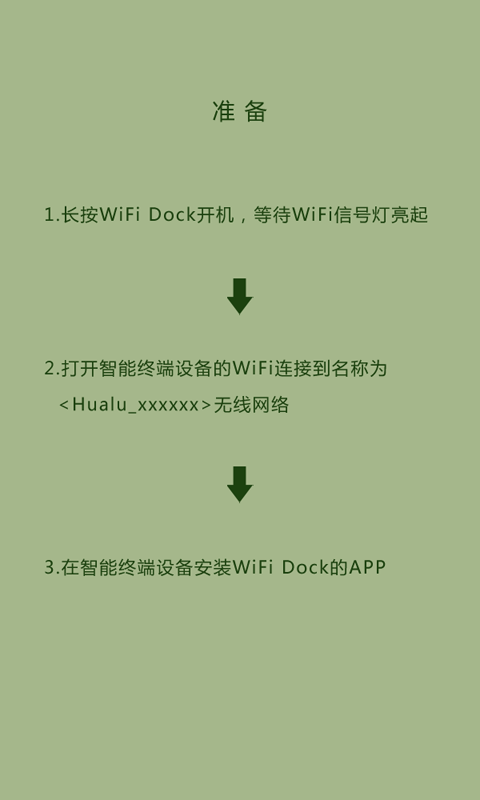 准备
1.长按WiFi Dock开机，等待WiFi信号灯亮起
2.打开智能终端设备的WiFi连接到名称为
<Hualu_xxxxxx>无线网络
3.在智能终端设备安装WiFi Dock的APP